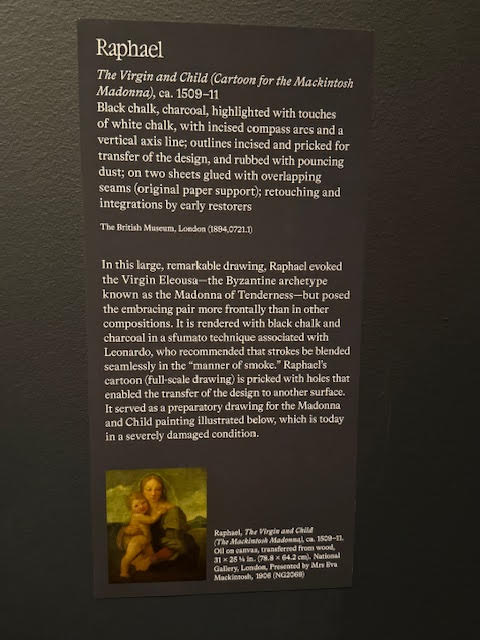 Raphael
The Virgin and Child (Cartoon for the Mackintosh
Madonna), ca. 1509–11
Black chalk, charcoal, highlighted with touches
of white chalk, with incised compass arcs and a
vertical axis line; outlines incised and pricked for
transfer of the design, and rubbed with pouncing
dust; on two sheets glued with overlapping
seams (original paper support); retouching and
integrations by early restorers
The British Museum, London (1894,0721.1)
In this large, remarkable drawing, Raphael evoked
the Virgin Eleousa—the Byzantine archetype
known as the Madonna of Tenderness—but posed
the embracing pair more frontally than in other
compositions. It is rendered with black chalk and
charcoal in a sfumato technique associated with
Leonardo, who recommended that strokes be blended
seamlessly in the “manner of smoke.” Raphael’s
cartoon (full-scale drawing) is pricked with holes that
enabled the transfer of the design to another surface.
It served as a preparatory drawing for the Madonna
and Child painting illustrated below, which is today
in a severely damaged condition.
Raphael, The Virgin and Child
(The Mackintosh Madonna), ca. 1509–11.
Oil on canvas, transferred from wood,
31 × 25 ¼ in. (78.8 × 64.2 cm). National
Gallery, London, Presented by Mrs Eva
Mackintosh, 1906 (NG2069)